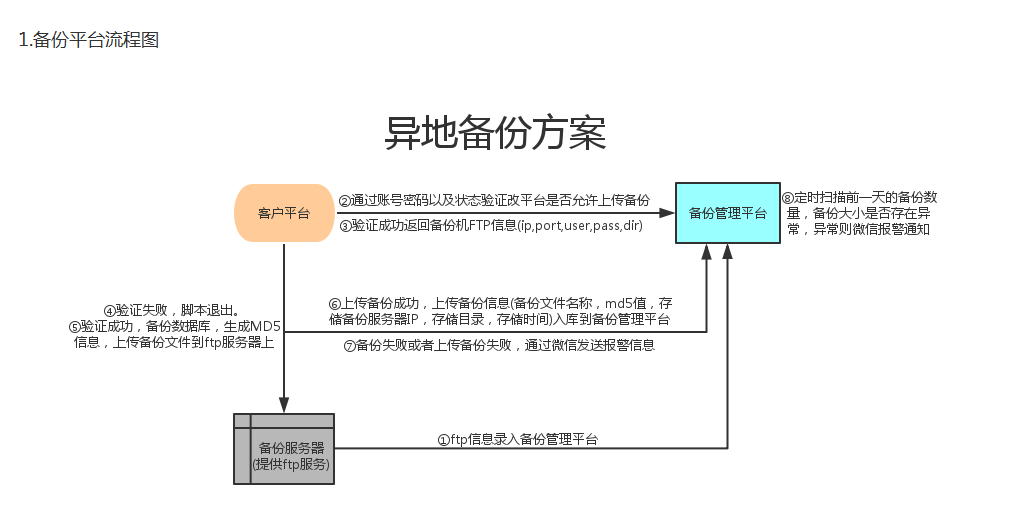 1.备份平台流程图
异地备份方案
②通过账号密码以及状态验证改平台是否允许上传备份
客户平台
备份管理平台
⑧定时扫描前一天的备份数
量，备份大小是否存在异
常，异常则微信报警通知
③验证成功返回备份机FTP信息(ip,port,user,pass,dir)
④验证失败，脚本退出。
⑤验证成功，备份数据库，生成MD5
信息，上传备份文件到ftp服务器上
⑥上传备份成功，上传备份信息(备份文件名称，md5值，存
储备份服务器IP，存储目录，存储时间)入库到备份管理平台
⑦备份失败或者上传备份失败，通过微信发送报警信息
①ftp信息录入备份管理平台
备份服务器
(提供ftp服务)